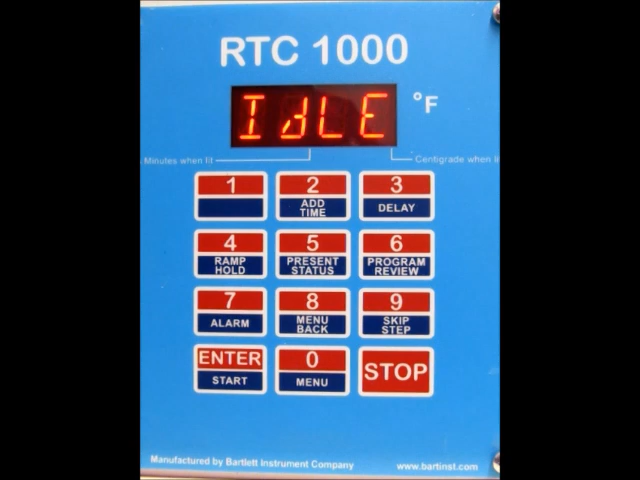 RTC 1000
IdLE
°F
Minutes when lit
Centigrade when li
1
2
ADD
TIME
3
DELAY
4
RAMP
HOLD
5
PRESENT
STATUS
6
PROGRAM
REVIEW
7
ALARM
8
MENU
BACK
9
SKIP
STEP
ENTER
START
0
MENU
STOP
Manufactured by Bartlett Instrument Company
www.bartinst.com